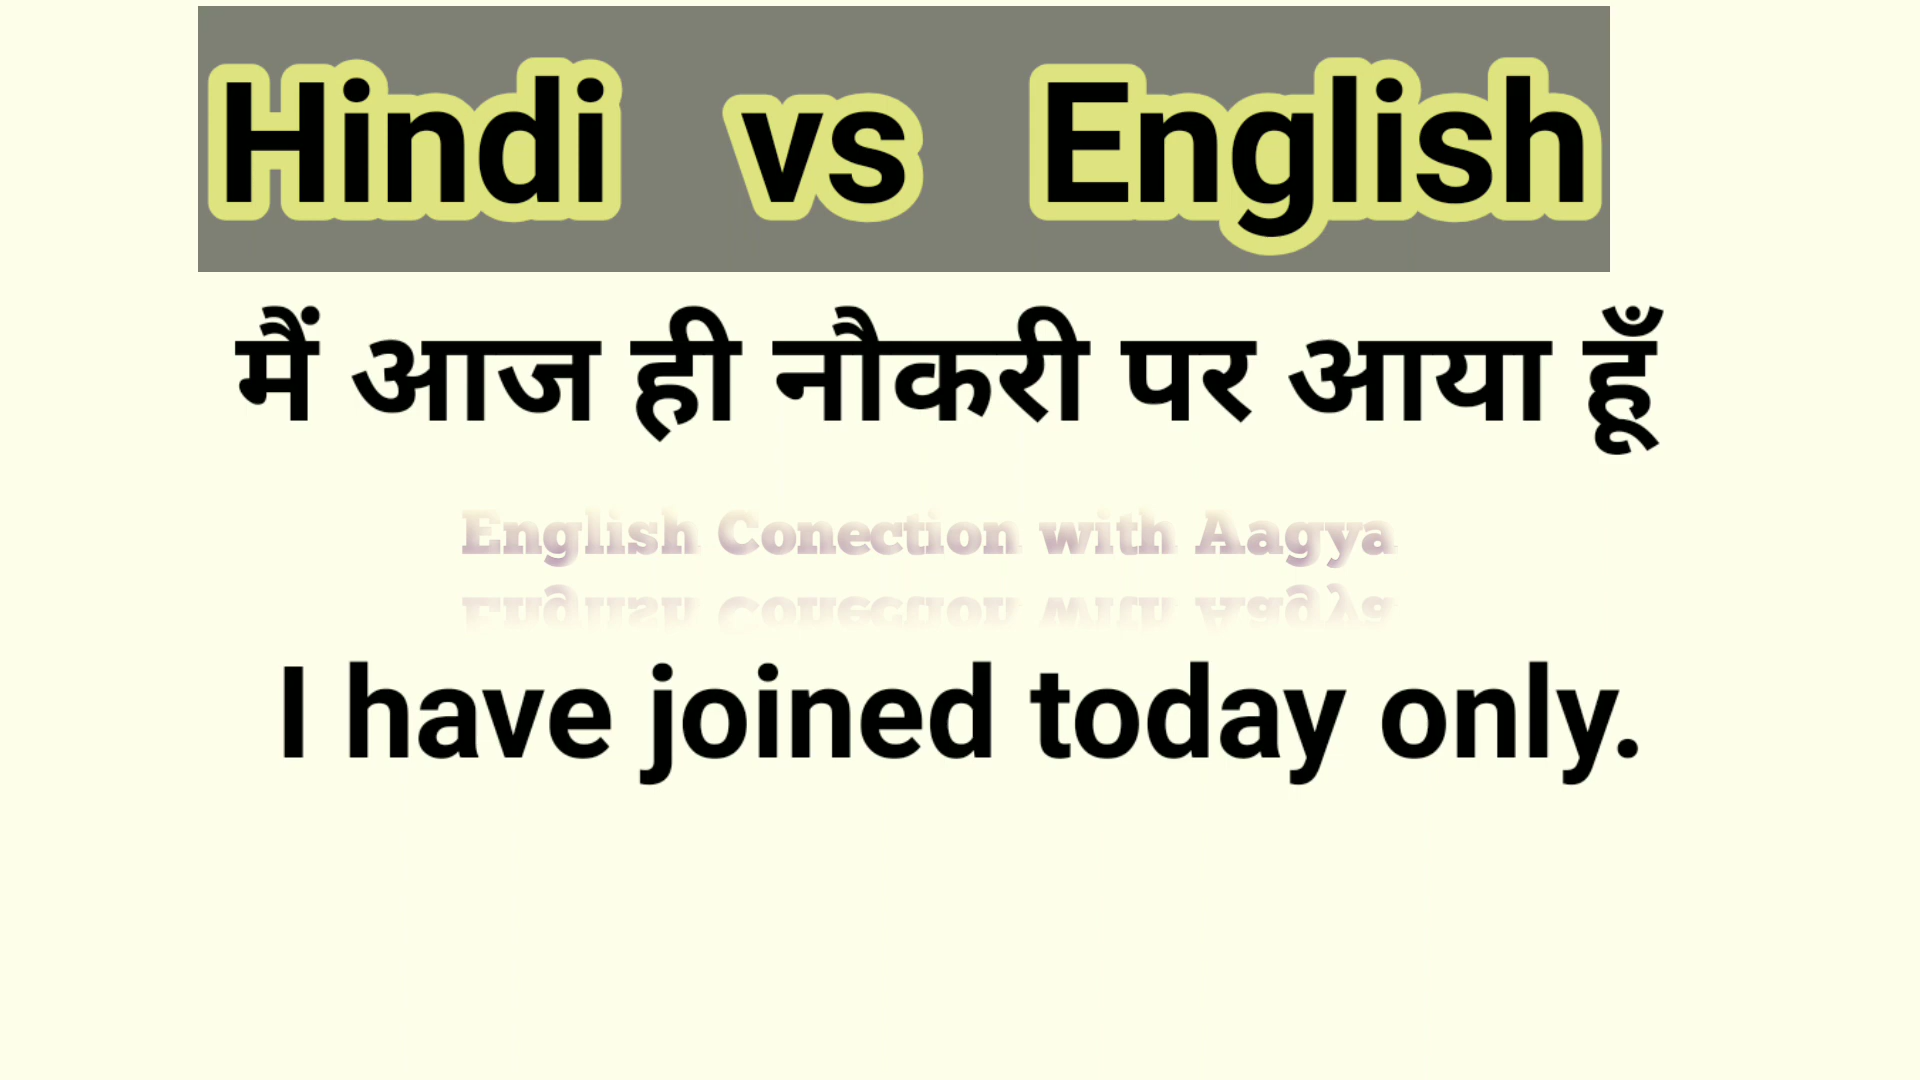 Hindi vs English
मैं आज ही नौकरी पर आया हूँ
English Conection with Aagya
I have joined today only.